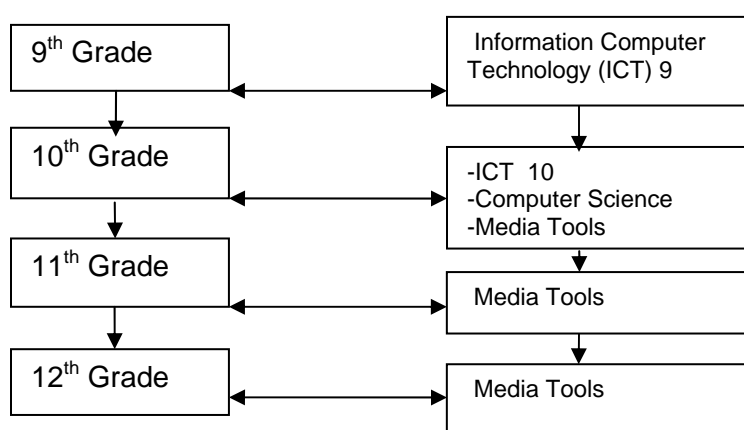 9th Grade
Information Computer
Technology (ICT) 9
10th Grade
-ICT 10
-Computer Science
-Media Tools
11th Grade
Media Tools
12th Grade
Media Tools